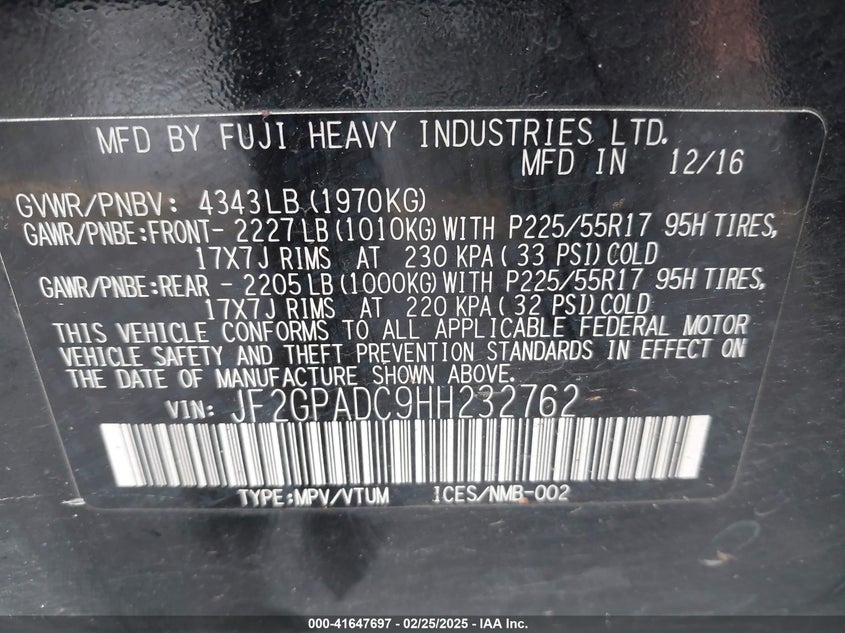 MFD BY FUJI HEAVY INDUSTRIES LTD.
MFD IN 12/16
GVWR/PNBV: 4343LB (1970KG)
GAWR/PNBE:FRONT- 2227LB (1010KG) WITH P225/55R17 95H TIRES,
17X7J RIMS AT 230 KPA ( 33 PSI) COLD
GAWR/PNBE:REAR - 2205LB (1000KG) WITH P225/55R17 95H TIRES,
17X7J RIMS AT 220 KPA ( 32 PSI) COLD
THIS VEHICLE CONFORMS TO ALL APPLICABLE FEDERAL MOTOR
VEHICLE SAFETY AND THEFT PREVENTION STANDARDS IN EFFECT ON
THE DATE OF MANUFACTURE SHOWN ABOVE.
VIN: JF2GPADC9HH232762
TYPE:MPV/VTUM ICES/NMB-002
000-41647697 - 02/25/2025 - IAA Inc.